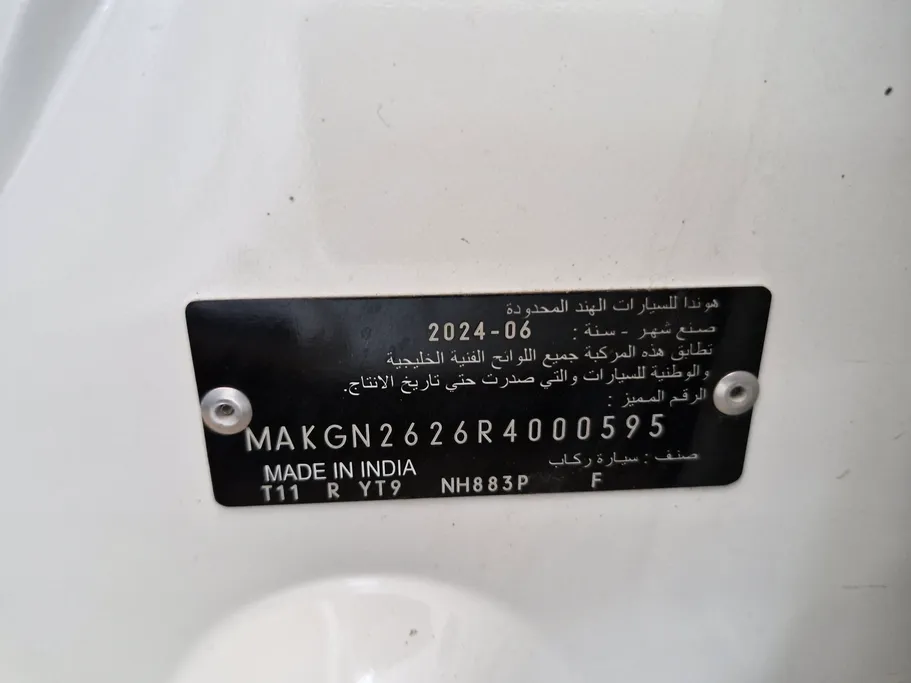 هوندا للسيارات الهند المحدودة
صنع شهر - سنة : 2024-06
تطابق هذه المركبة جميع اللوائح الفنية الخليجية
والوطنية للسيارات والتي صدرت حتي تاريخ الانتاج.
الرقم المميز :
MAKGN2626R4000595
صنف : سيارة ركاب
MADE IN INDIA
T11 R YT9 NH883P F